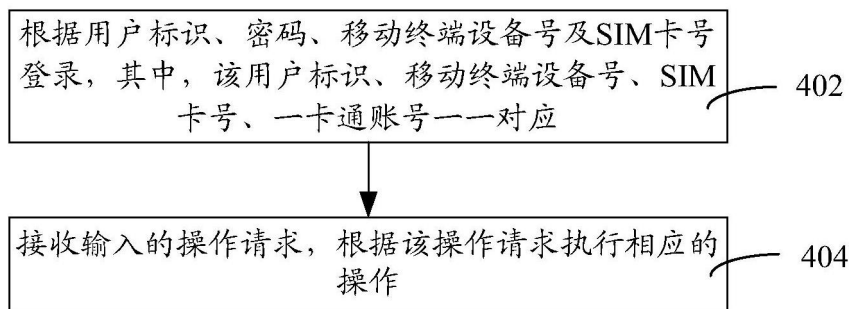 根据用户标识、密码、移动终端设备号及SIM卡号
登录，其中，该用户标识、移动终端设备号、SIM
卡号、一卡通账号一一对应
402
接收输入的操作请求，根据该操作请求执行相应的
操作
404